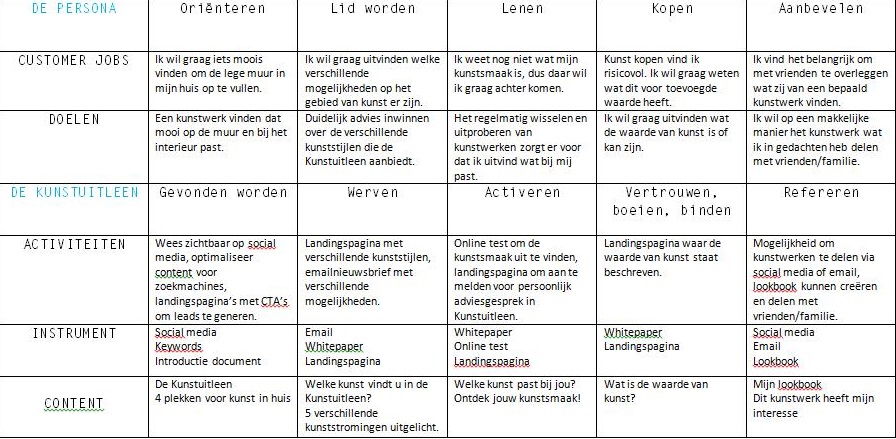 DE PERSONA
Oriënteren
Lid worden
Lenen
Kopen
Aanbevelen
CUSTOMER JOBS
Ik wil graag iets moois
vinden om de lege muur in
mijn huis op te vullen.
Ik wil graag uitvinden welke
verschillende
mogelijkheden op het
gebied van kunst er zijn.
Ik weet nog niet wat mijn
kunstsmaak is, dus daar wil
ik graag achter komen.
Kunst kopen vind ik
risicovol. Ik wil graag weten
wat dit voor toevoegde
waarde heeft.
Ik vind het belangrijk om
met vrienden te overleggen
wat zij van een bepaald
kunstwerk vinden.
DOELEN
Een kunstwerk vinden dat
mooi op de muur en bij het
interieur past.
Duidelijk advies inwinnen
over de verschillende
kunststijlen die de
Kunstuitleen aanbiedt.
Het regelmatig wisselen en
uitproberen van
kunstwerken zorgt er voor
dat ik uitvind wat bij mij
past.
Ik wil graag uitvinden wat
de waarde van kunst is of
kan zijn.
Ik wil op een makkelijke
manier het kunstwerk wat
ik in gedachten heb delen
met vrienden/familie.
DE KUNSTUITLEEN
Gevonden worden
Werven
Activeren
Vertrouwen,
boeien, binden
Refereren
ACTIVITEITEN
Wees zichtbaar op social
media, optimaliseer
content voor
zoekmachines,
landingspagina's met CTA's
om leads te generen.
Landingspagina met
verschillende kunststijlen,
emailnieuwsbrief met
verschillende
mogelijkheden.
Online test om de
kunstsmaak uit te vinden,
landingspagina om aan te
melden voor persoonlijk
adviesgesprek in
Kunstuitleen.
Landingspagina waar de
waarde van kunst staat
beschreven.
Mogelijkheid om
kunstwerken te delen via
social media of email,
lookbook kunnen creëren
en delen met
vrienden/familie.
INSTRUMENT
Social media
Keywords
Introductie document
Email
Whitepaper
Landingspagina
Whitepaper
Online test
Landingspagina
Whitepaper
Landingspagina
Social media
Email
Lookbook
CONTENT
De Kunstuitleen
4 plekken voor kunst in huis
Welke kunst vindt u in de
Kunstuitleen?
5 verschillende
kunststromingen uitgelicht.
Welke kunst past bij jou?
Ontdek jouw kunstsmaak!
Wat is de waarde van
kunst?
Mijn lookbook
Dit kunstwerk heeft mijn
interesse